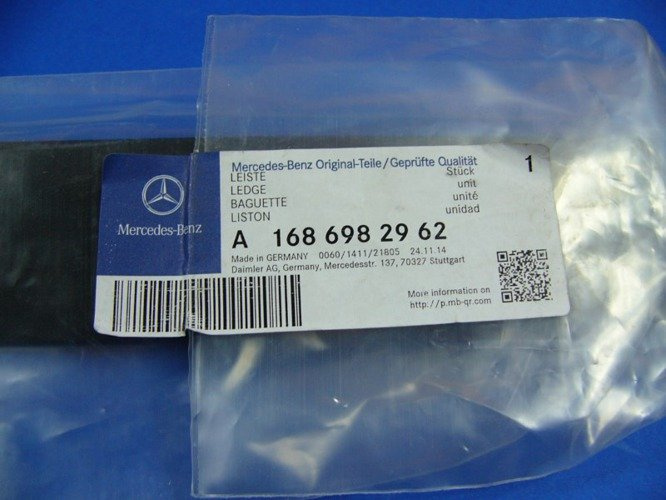 Mercedes-Benz
Mercedes-Benz Original-Teile/Geprüfte Qualität
1
LEISTE Stück
LEDGE unit
BAGUETTE unité
LISTON unidad
A 168 698 29 62
Made in GERMANY 0060/1411/21805 24.11.14
Daimler AG, Germany, Mercedesstr. 137, 70327 Stuttgart
More information on
http://p.mb-qr.com